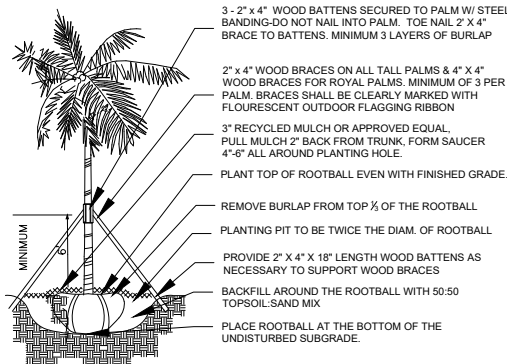 3 - 2" x 4" WOOD BATTENS SECURED TO PALM W/ STEEL
BANDING-DO NOT NAIL INTO PALM. TOE NAIL 2' X 4"
BRACE TO BATTENS. MINIMUM 3 LAYERS OF BURLAP
2" x 4" WOOD BRACES ON ALL TALL PALMS & 4" X 4"
WOOD BRACES FOR ROYAL PALMS. MINIMUM OF 3 PER
PALM. BRACES SHALL BE CLEARLY MARKED WITH
FLOURESCENT OUTDOOR FLAGGING RIBBON
3" RECYCLED MULCH OR APPROVED EQUAL,
PULL MULCH 2" BACK FROM TRUNK, FORM SAUCER
4"-6" ALL AROUND PLANTING HOLE.
PLANT TOP OF ROOTBALL EVEN WITH FINISHED GRADE.
REMOVE BURLAP FROM TOP ⅓ OF THE ROOTBALL
PLANTING PIT TO BE TWICE THE DIAM. OF ROOTBALL
PROVIDE 2" X 4" X 18" LENGTH WOOD BATTENS AS
NECESSARY TO SUPPORT WOOD BRACES
BACKFILL AROUND THE ROOTBALL WITH 50:50
TOPSOIL:SAND MIX
PLACE ROOTBALL AT THE BOTTOM OF THE
UNDISTURBED SUBGRADE.
MINIMUM
6'